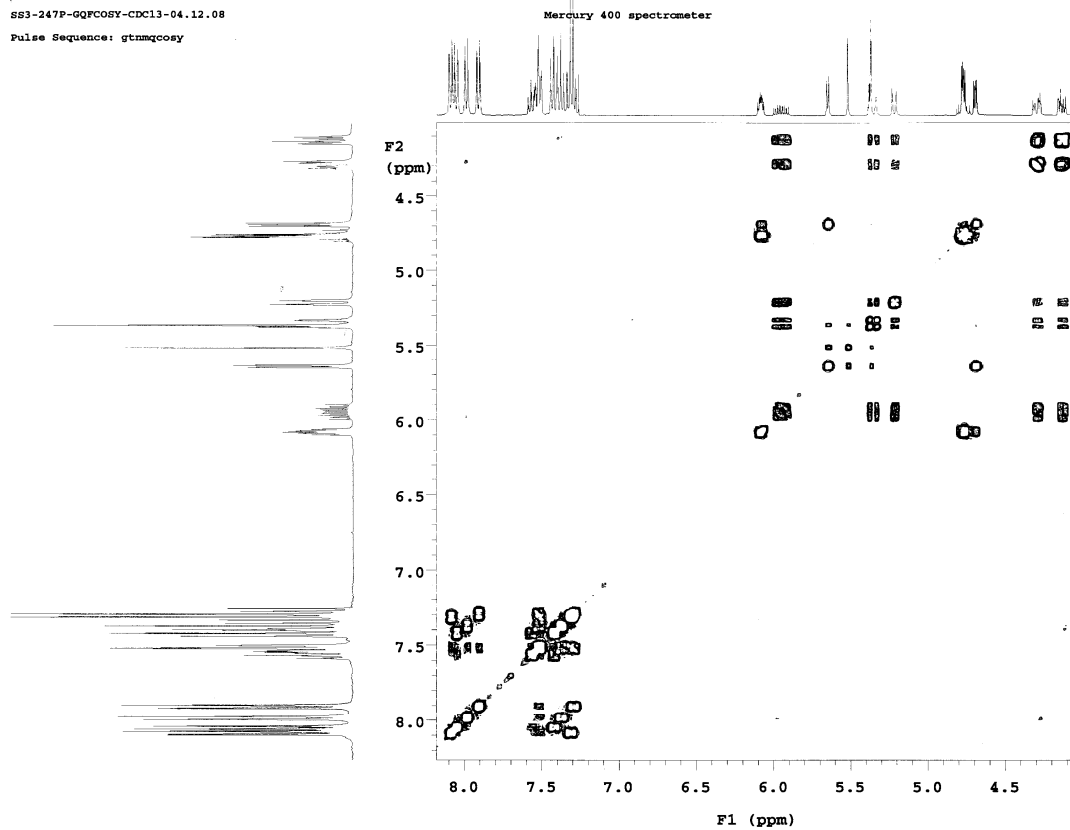 SS3-247P-GQFCOSY-CDC13-04.12.08
Mercury 400 spectrometer
Pulse Sequence: gtnmqcosy
F2
(ppm)
4.5
5.0
5.5
6.0
6.5
7.0
7.5
8.0
8.0 7.5 7.0 6.5 6.0 5.5 5.0 4.5
F1 (ppm)